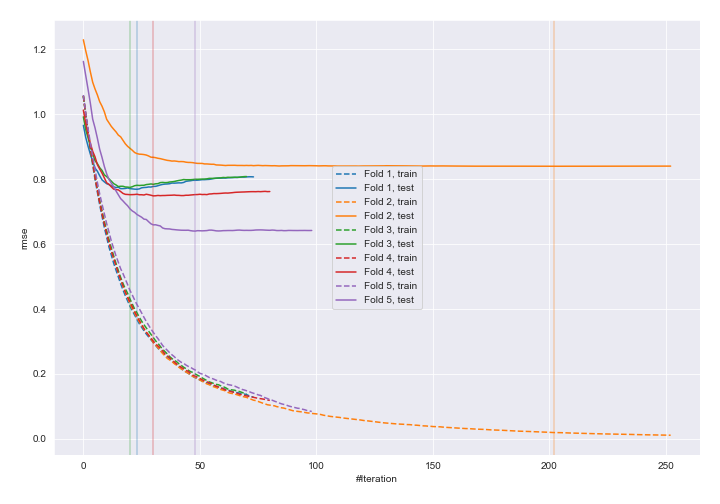 1.2
1.0
0.8
0.6
0.4
0.2
0.0
rmse
Fold 1, train
Fold 1, test
Fold 2, train
Fold 2, test
Fold 3, train
Fold 3, test
Fold 4, train
Fold 4, test
Fold 5, train
Fold 5, test
0 50 100 150 200 250
#Iteration